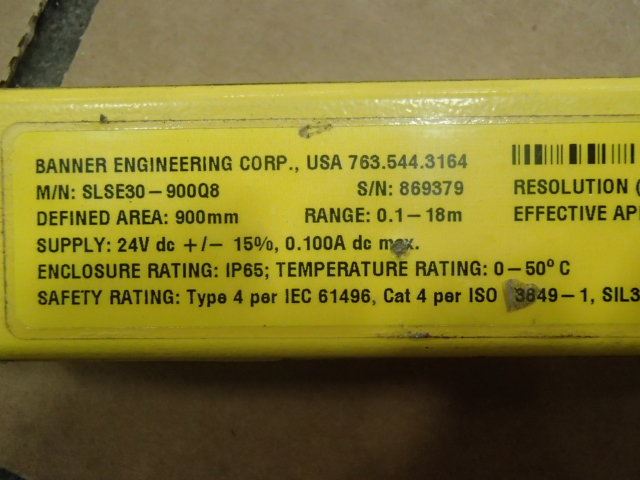 BANNER ENGINEERING CORP., USA 763.544.3164
M/N: SLSE30-900Q8 S/N: 869379 RESOLUTION (
DEFINED AREA: 900mm RANGE: 0.1-18m EFFECTIVE APE
SUPPLY: 24V dc +/- 15%, 0.100A dc max.
ENCLOSURE RATING: IP65; TEMPERATURE RATING: 0-50° C
SAFETY RATING: Type 4 per IEC 61496, Cat 4 per ISO 3849-1, SIL3